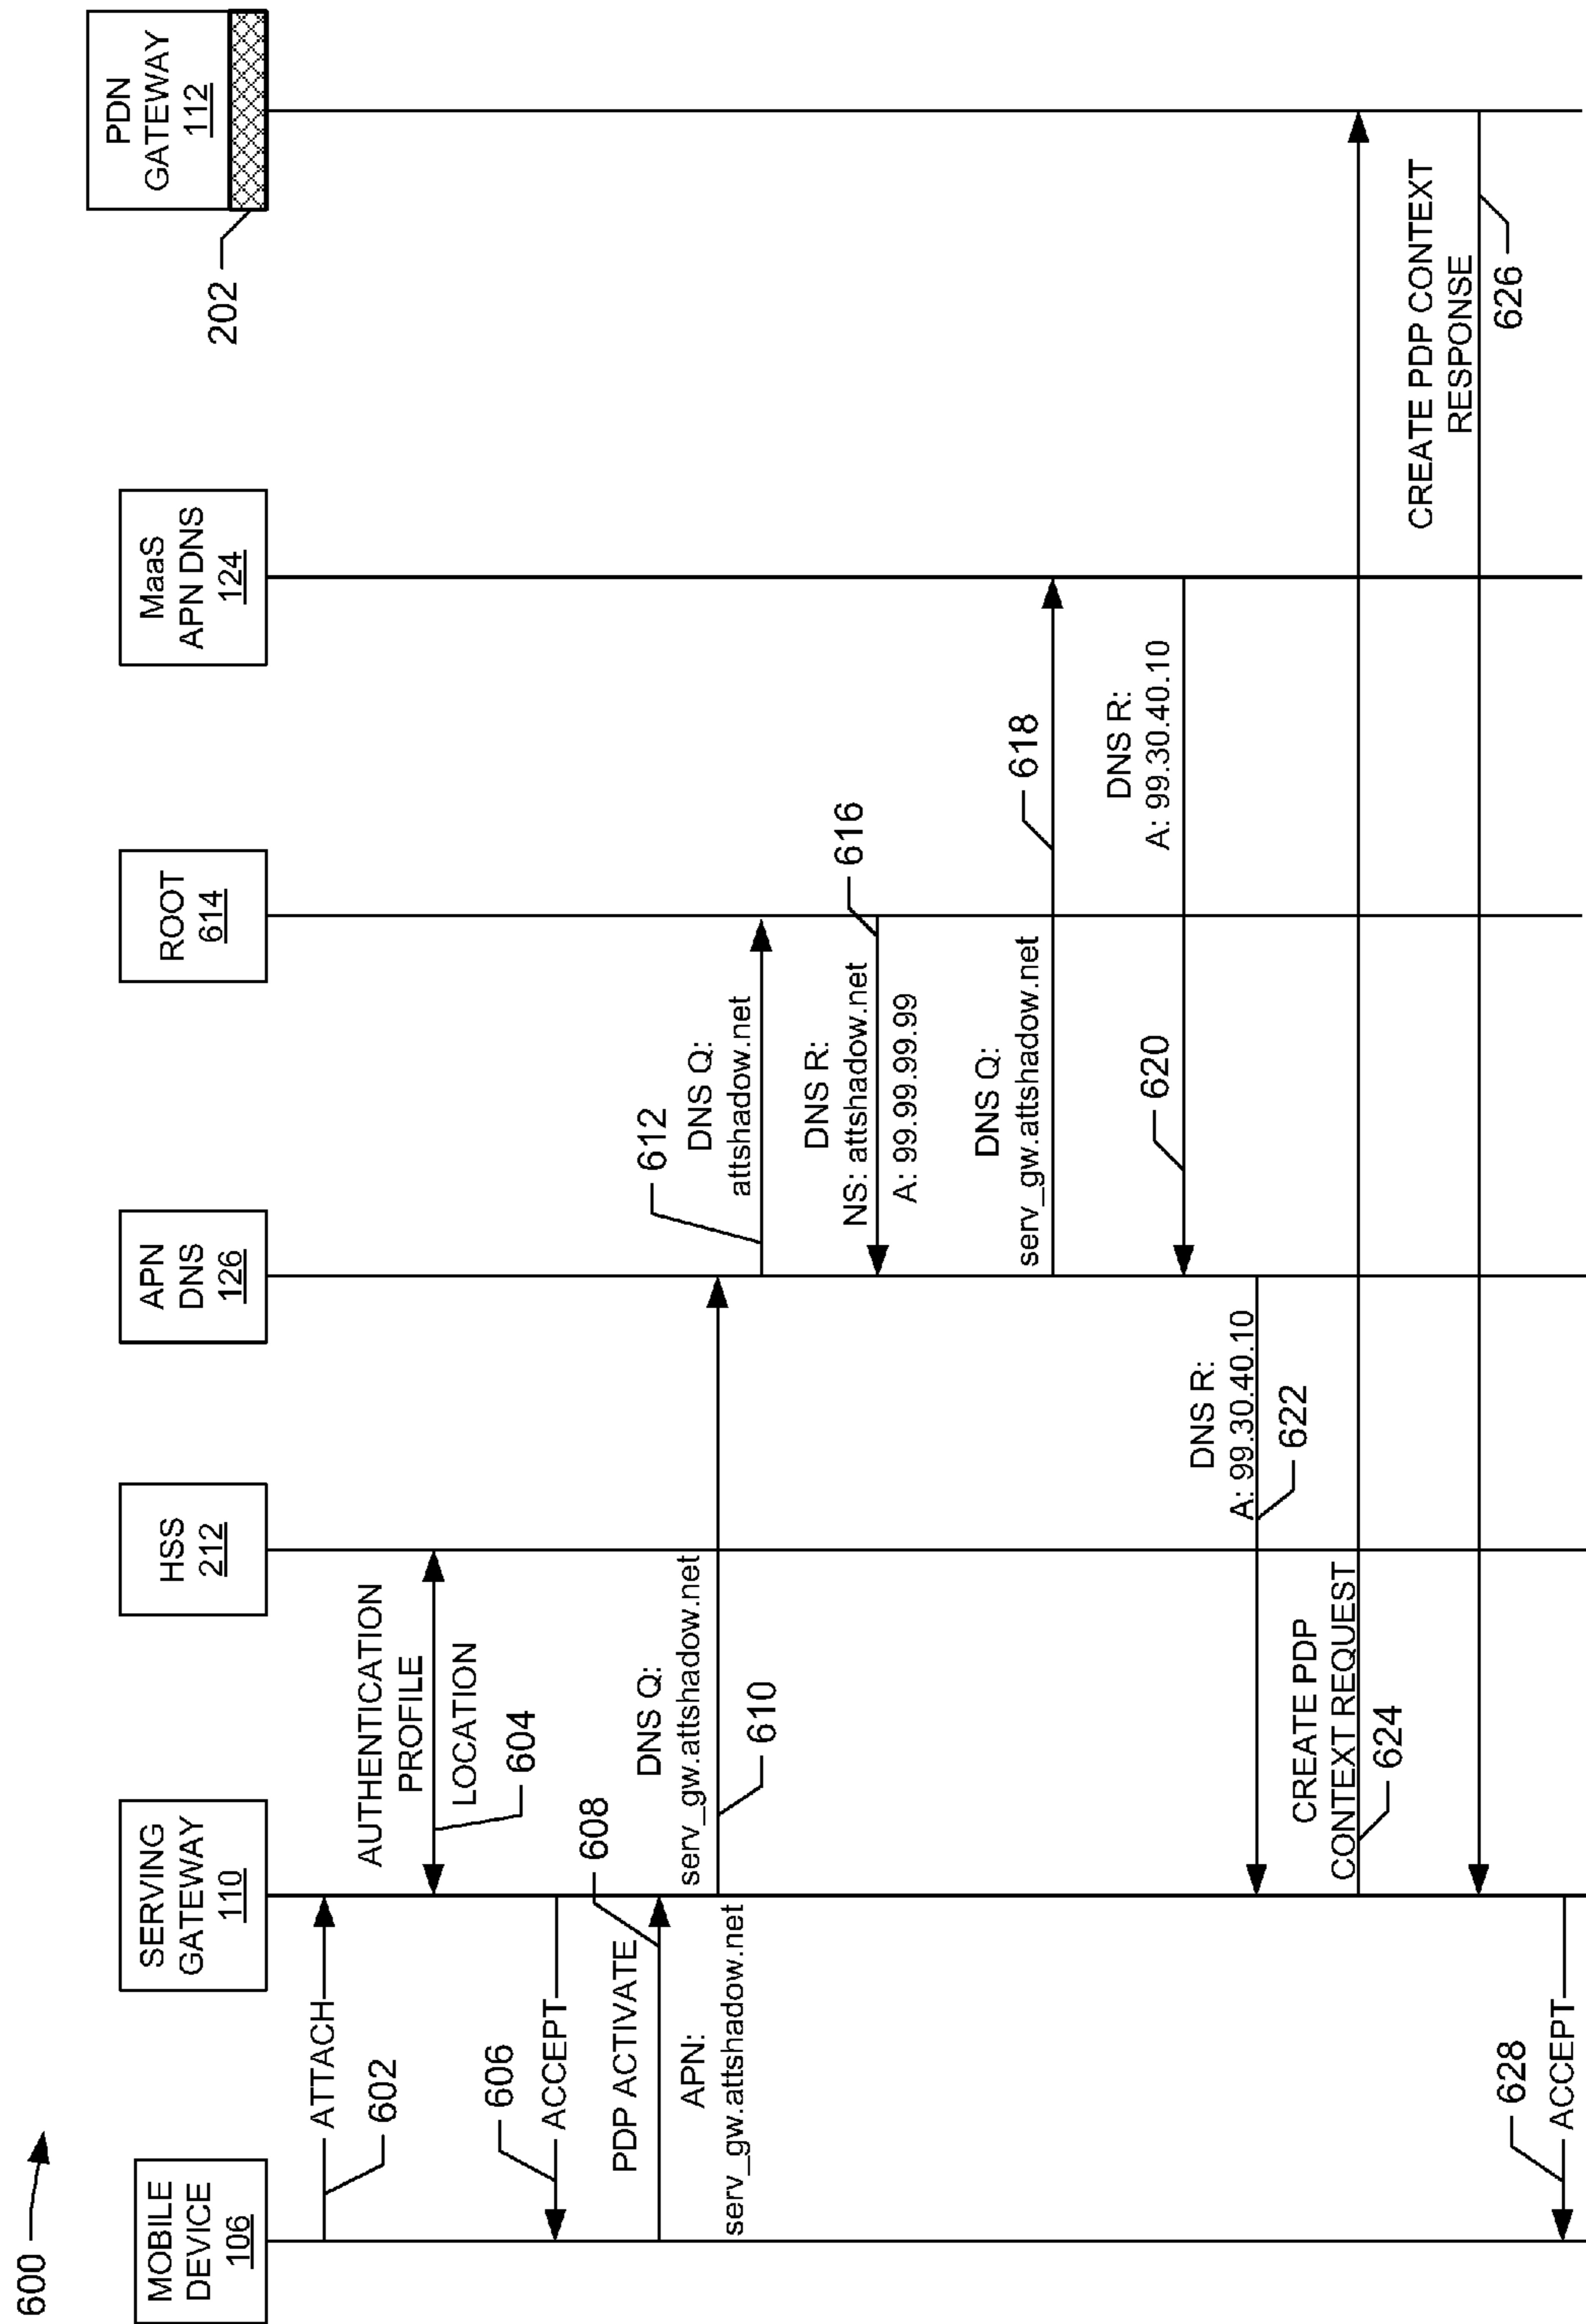 600
MOBILE
DEVICE
106
SERVING
GATEWAY
110
HSS
212
APN
DNS
126
ROOT
614
MaaS
APN DNS
124
PDN
GATEWAY
112
202
ATTACH
602
AUTHENTICATION
PROFILE
LOCATION
604
606
ACCEPT
608
PDP ACTIVATE
APN:
serv_gw.attshadow.net
DNS Q:
serv_gw.attshadow.net
610
612
DNS Q:
attshadow.net
616
DNS R:
NS: attshadow.net
A: 99.99.99.99
618
DNS Q:
serv_gw.attshadow.net
620
DNS R:
A: 99.30.40.10
DNS R:
A: 99.30.40.10
622
CREATE PDP
CONTEXT REQUEST
624
CREATE PDP CONTEXT
RESPONSE
626
628
ACCEPT